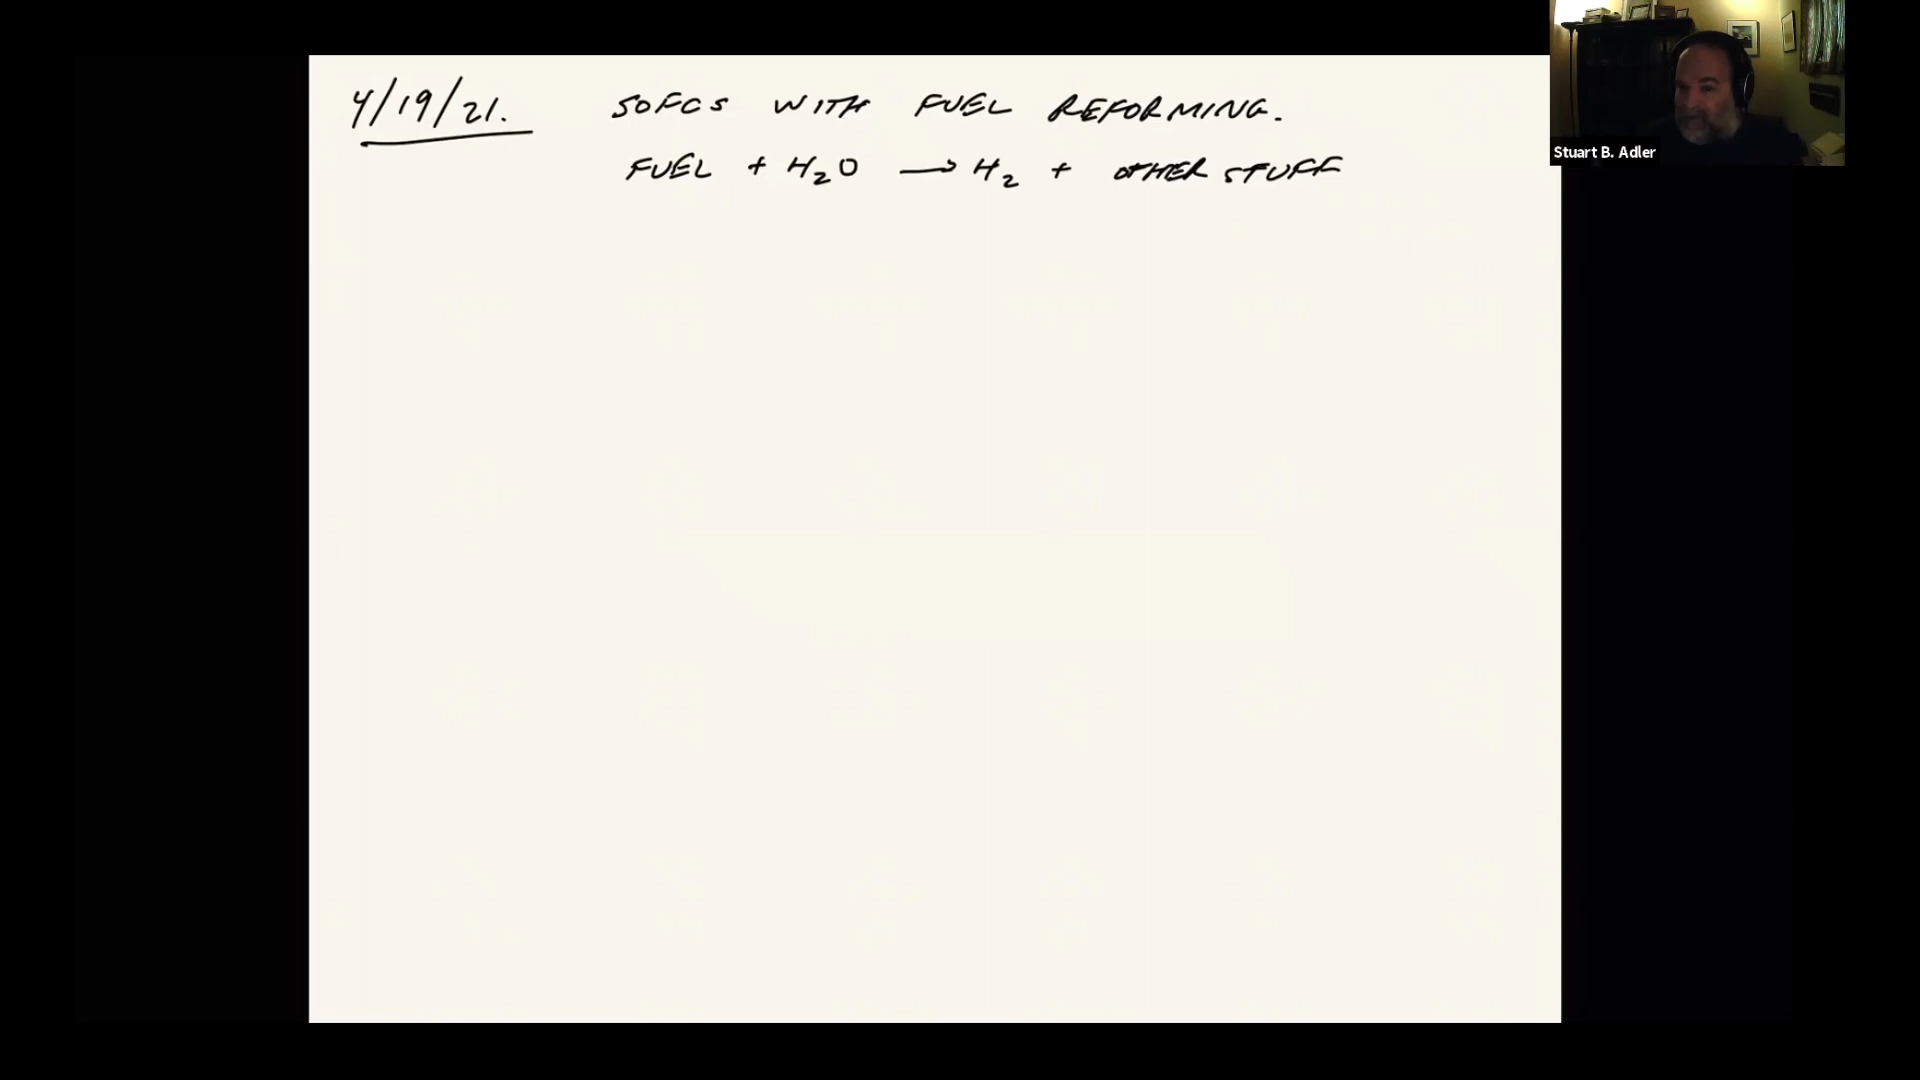 4/19/21. SOFCS WITH FUEL REFORMING.
FUEL + H₂O → H₂ + OTHER STUFF
Stuart B. Adler